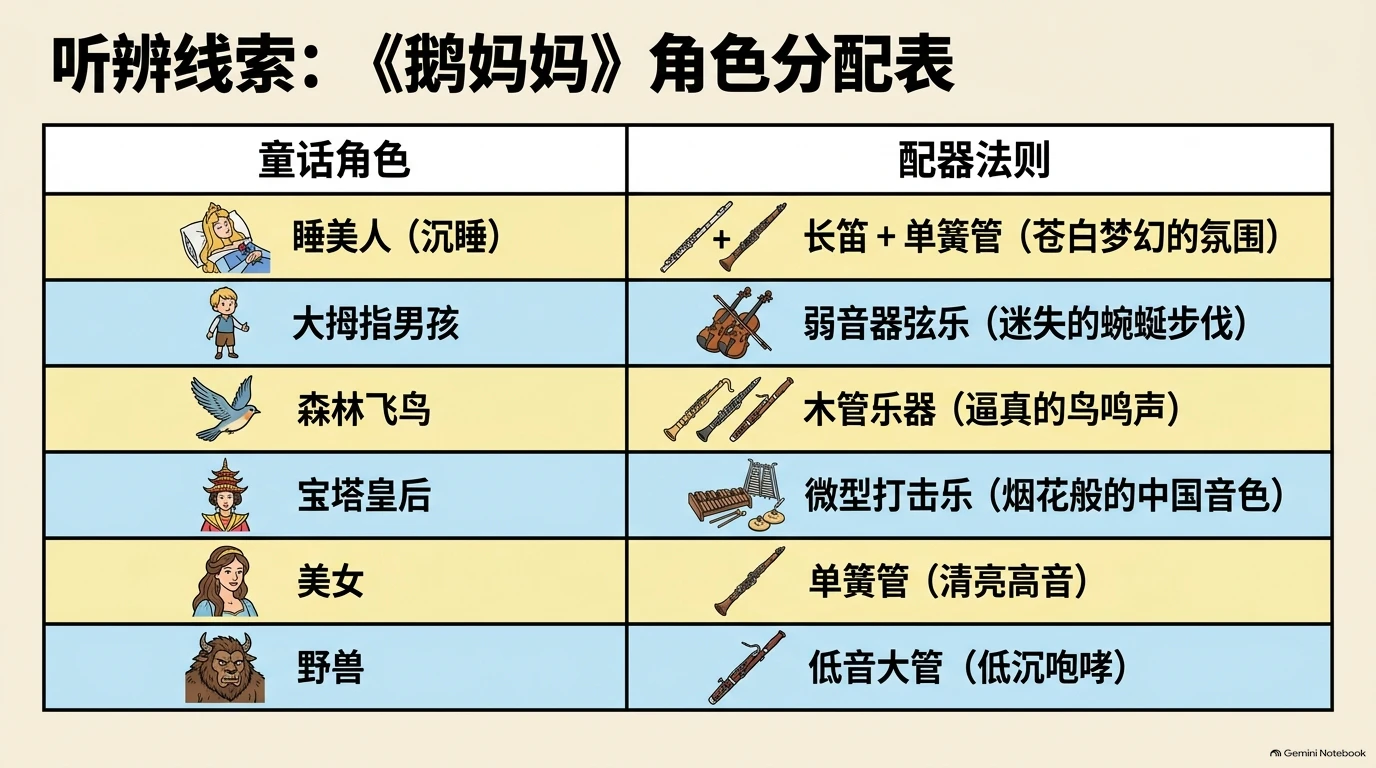 听辨线索：《鹅妈妈》角色分配表
童话角色
配器法则
睡美人（沉睡）
+
长笛 + 单簧管（苍白梦幻的氛围）
大拇指男孩
弱音器弦乐（迷失的蜿蜒步伐）
森林飞鸟
木管乐器（逼真的鸟鸣声）
宝塔皇后
微型打击乐（烟花般的中国音色）
美女
单簧管（清亮高音）
野兽
低音大管（低沉咆哮）
Gemini Notebook